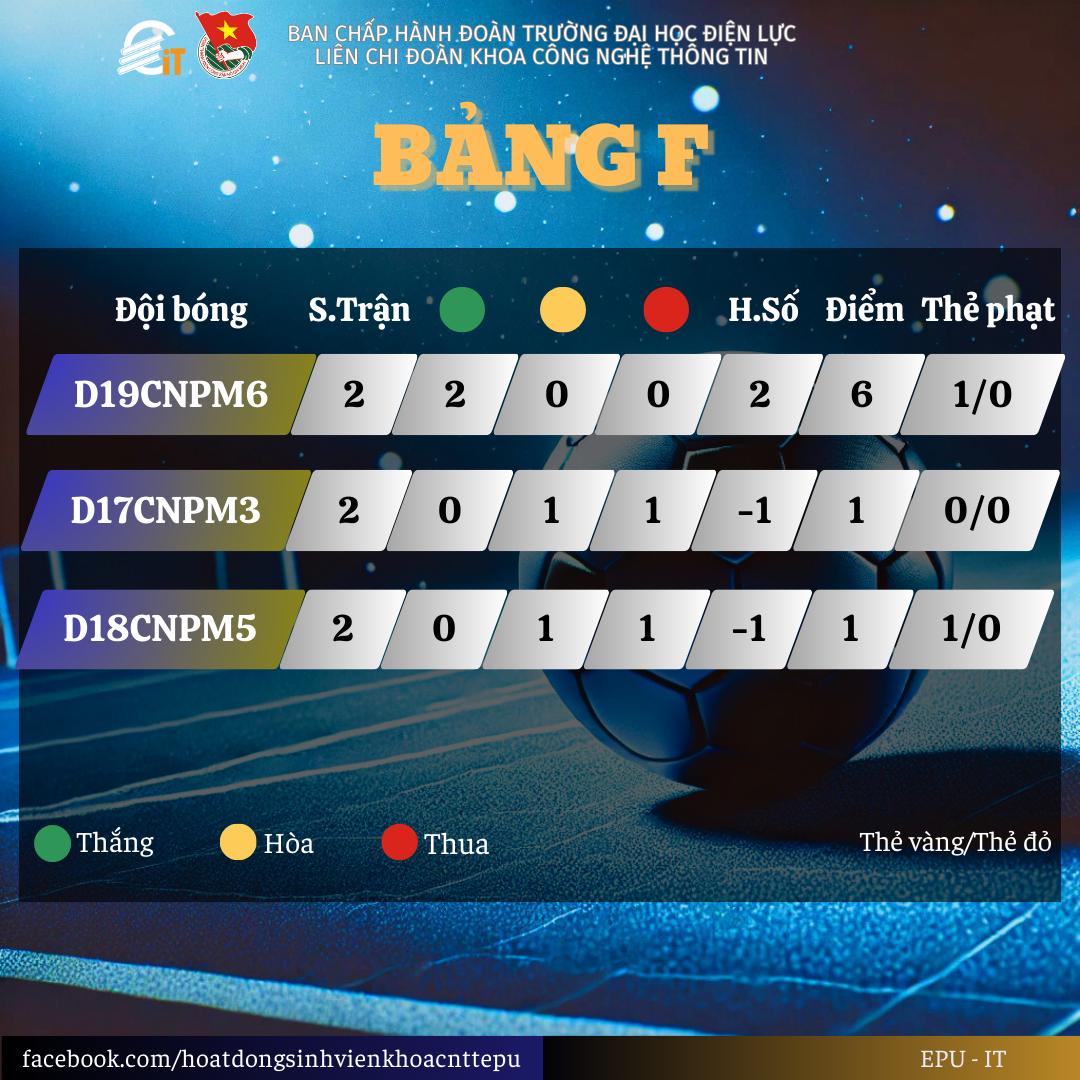 iT
BAN CHẤP HÀNH ĐOÀN TRƯỜNG ĐẠI HỌC ĐIỆN LỰC
LIÊN CHI ĐOÀN KHOA CÔNG NGHỆ THÔNG TIN
BẢNG F
Đội bóng S.Trận H.Số Điểm Thẻ phạt
D19CNPM6 2 2 0 0 2 6 1/0
D17CNPM3 2 0 1 1 -1 1 0/0
D18CNPM5 2 0 1 1 -1 1 1/0
Thắng Hòa Thua Thẻ vàng/Thẻ đỏ
facebook.com/hoatdongsinhvienkhoacnttepu EPU - IT